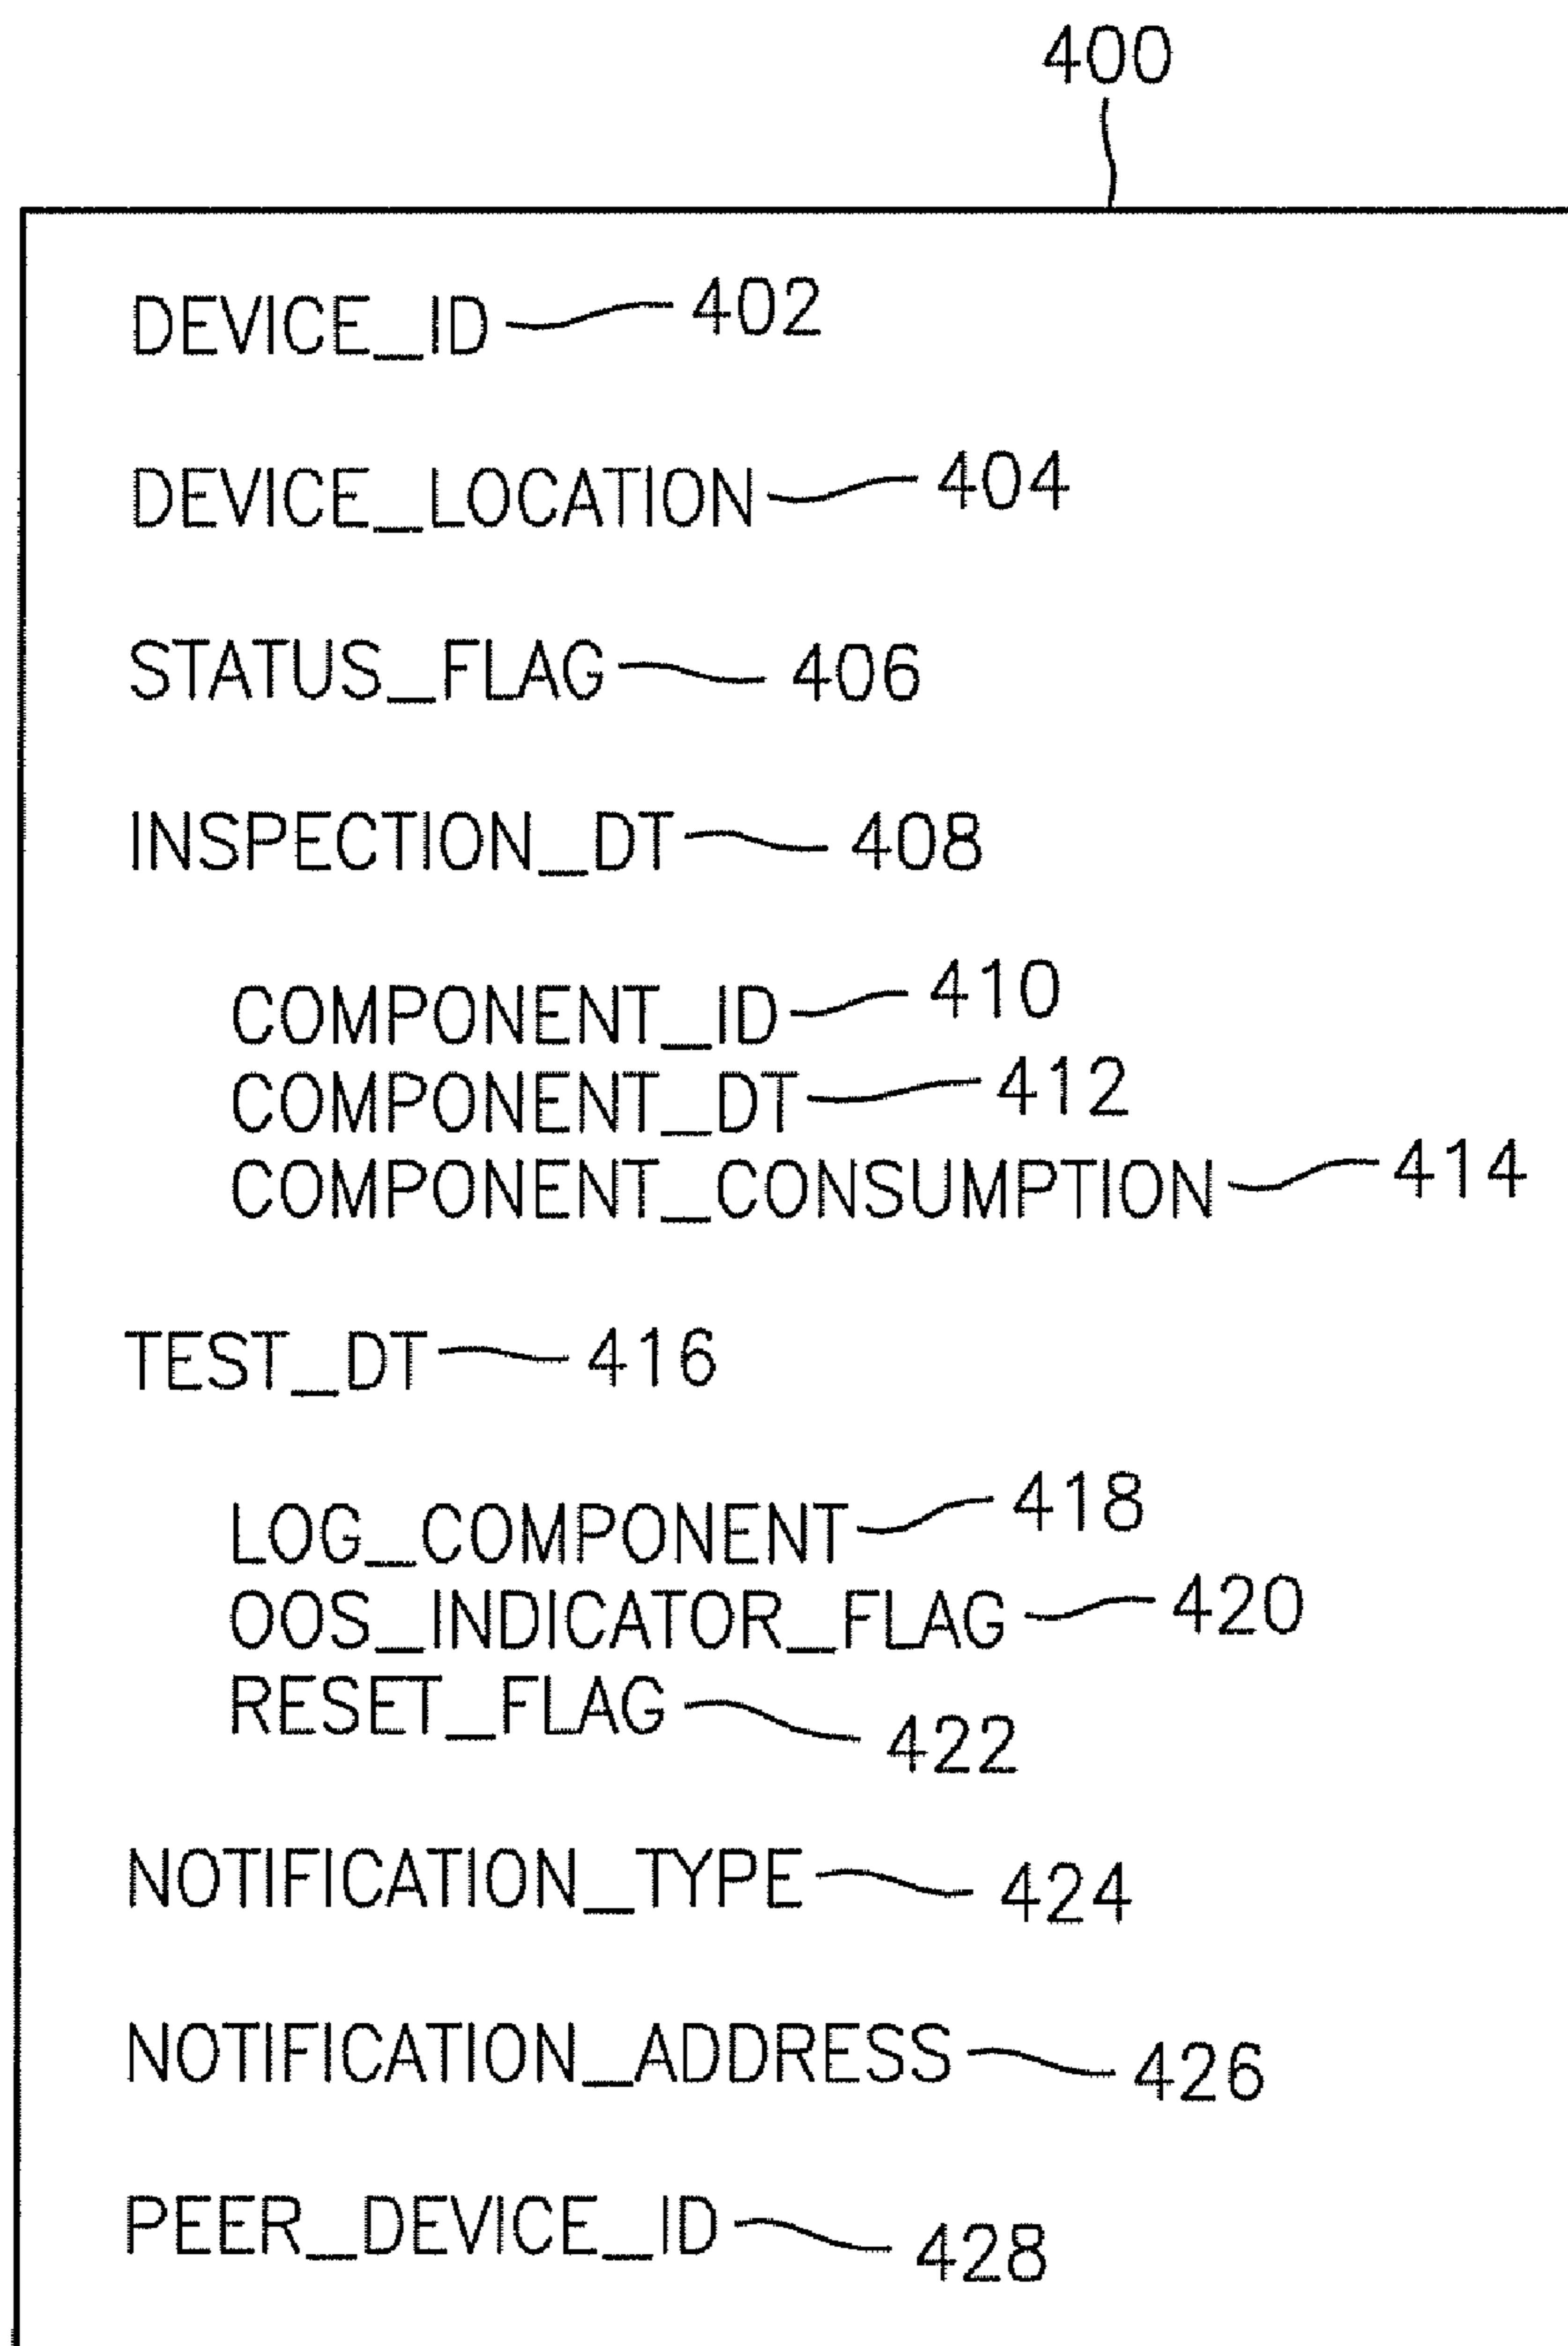 400
DEVICE_ID 402
DEVICE_LOCATION 404
STATUS_FLAG 406
INSPECTION_DT 408
COMPONENT_ID 410
COMPONENT_DT 412
COMPONENT_CONSUMPTION 414
TEST_DT 416
LOG_COMPONENT 418
OOS_INDICATOR_FLAG 420
RESET_FLAG 422
NOTIFICATION_TYPE 424
NOTIFICATION_ADDRESS 426
PEER_DEVICE_ID 428